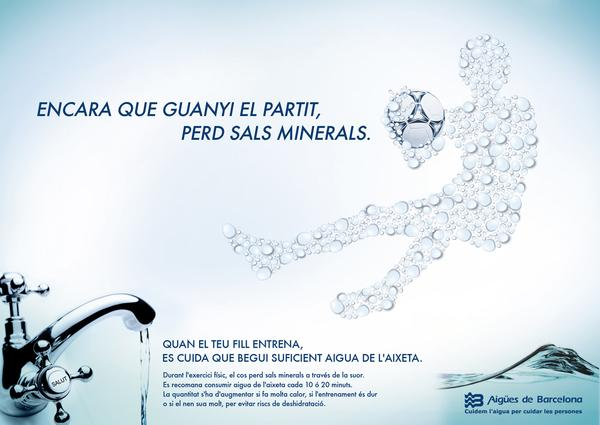 ENCARA QUE GUANYI EL PARTIT,
PERD SALS MINERALS.
SALUT
QUAN EL TEU FILL ENTRENA,
ES CUIDA QUE BEGUI SUFICIENT AIGUA DE L'AIXETA.
Durant l'exercici físic, el cos perd sals minerals a través de la suor.
Es recomana consumir aigua de l'aixeta cada 10 ó 20 minuts.
La quantitat s'ha d'augmentar si fa molta calor, si l'entrenament és dur
o si el nen sua molt, per evitar riscs de deshidratació.
Aigües de Barcelona
Cuidem l'aigua per cuidar les persones